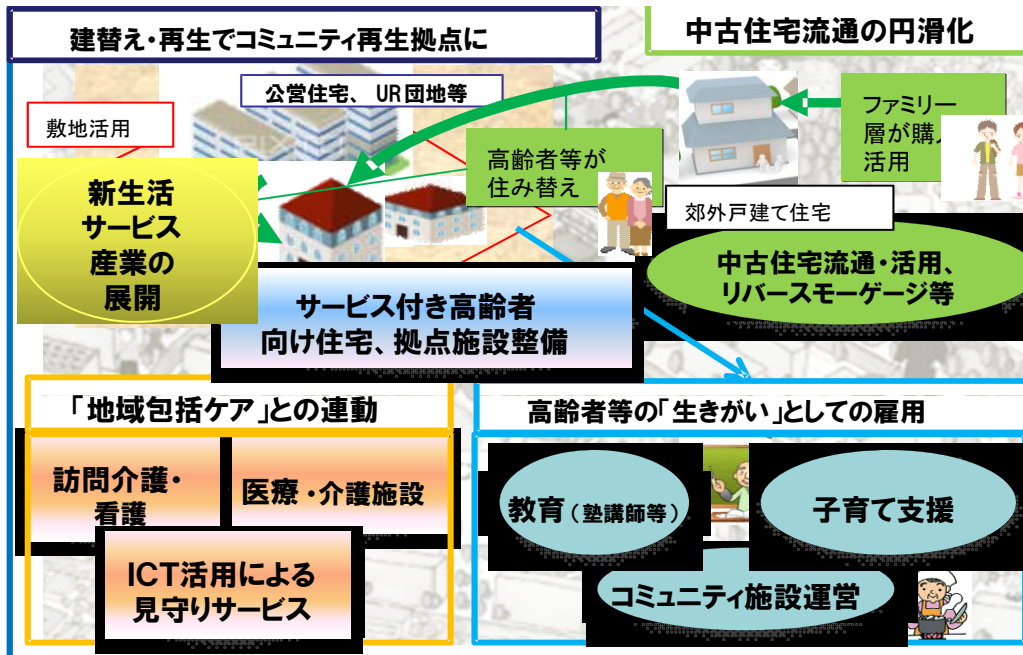 建替え・再生でコミュニティ再生拠点に
中古住宅流通の円滑化
公営住宅、UR団地等
敷地活用
新生活
サービス
産業の
展開
高齢者等が
住み替え
ファミリー
層が購
活用
郊外戸建て住宅
中古住宅流通・活用、
リバースモーゲージ等
サービス付き高齢者
向け住宅、拠点施設整備
「地域包括ケア」との連動
訪問介護・
看護
医療・介護施設
ICT活用による
見守りサービス
高齢者等の「生きがい」としての雇用
教育(塾講師等)
子育て支援
コミュニティ施設運営